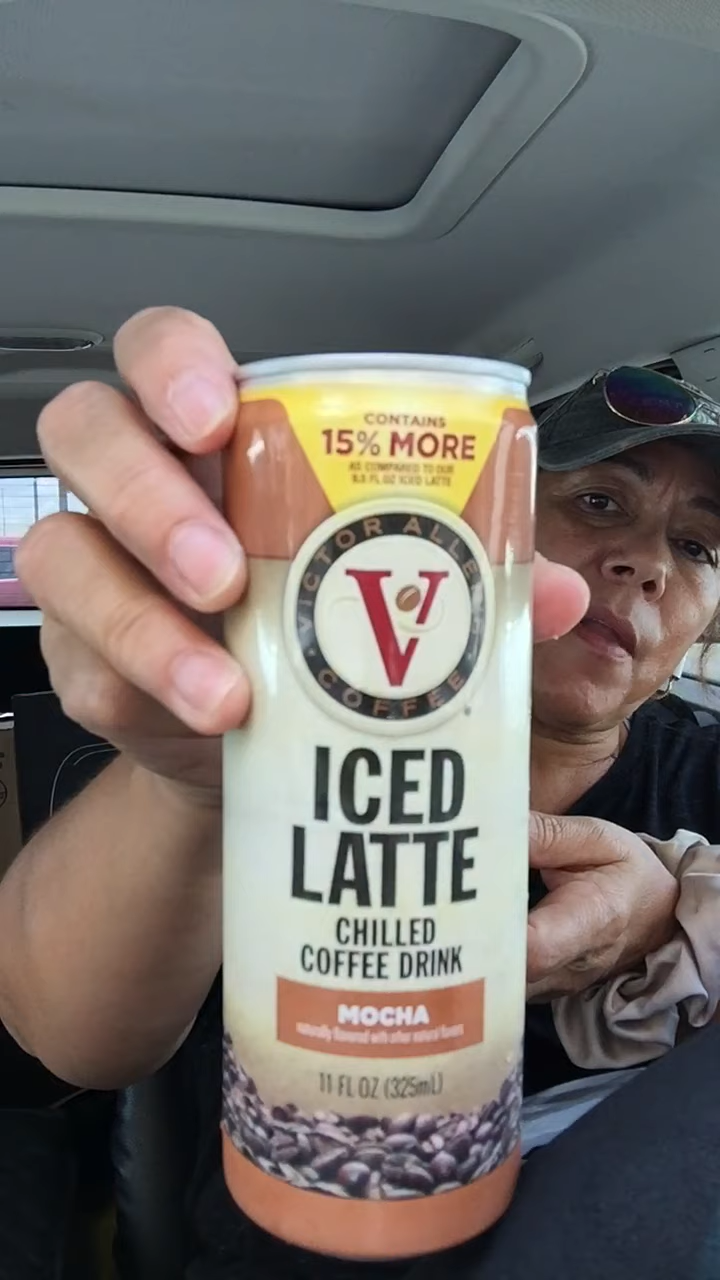 CONTAINS
15% MORE
AS COMPARED TO OUR
9.5 FL OZ ICED LATTE
VICTOR ALLEN'S
V
COFFEE
ICED
LATTE
CHILLED
COFFEE DRINK
MOCHA
naturally flavored with other natural flavors
11 FL OZ (325mL)